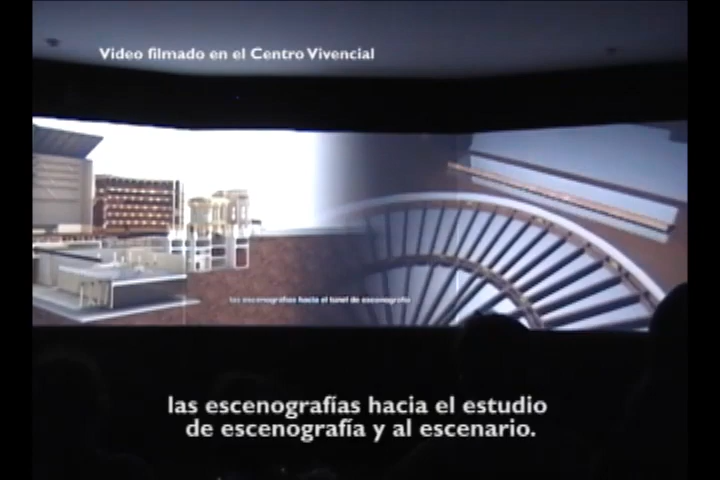 Video filmado en el Centro Vivencial
las escenografías hacia el tunel de escenografía
las escenografías hacia el estudio
de escenografía y al escenario.